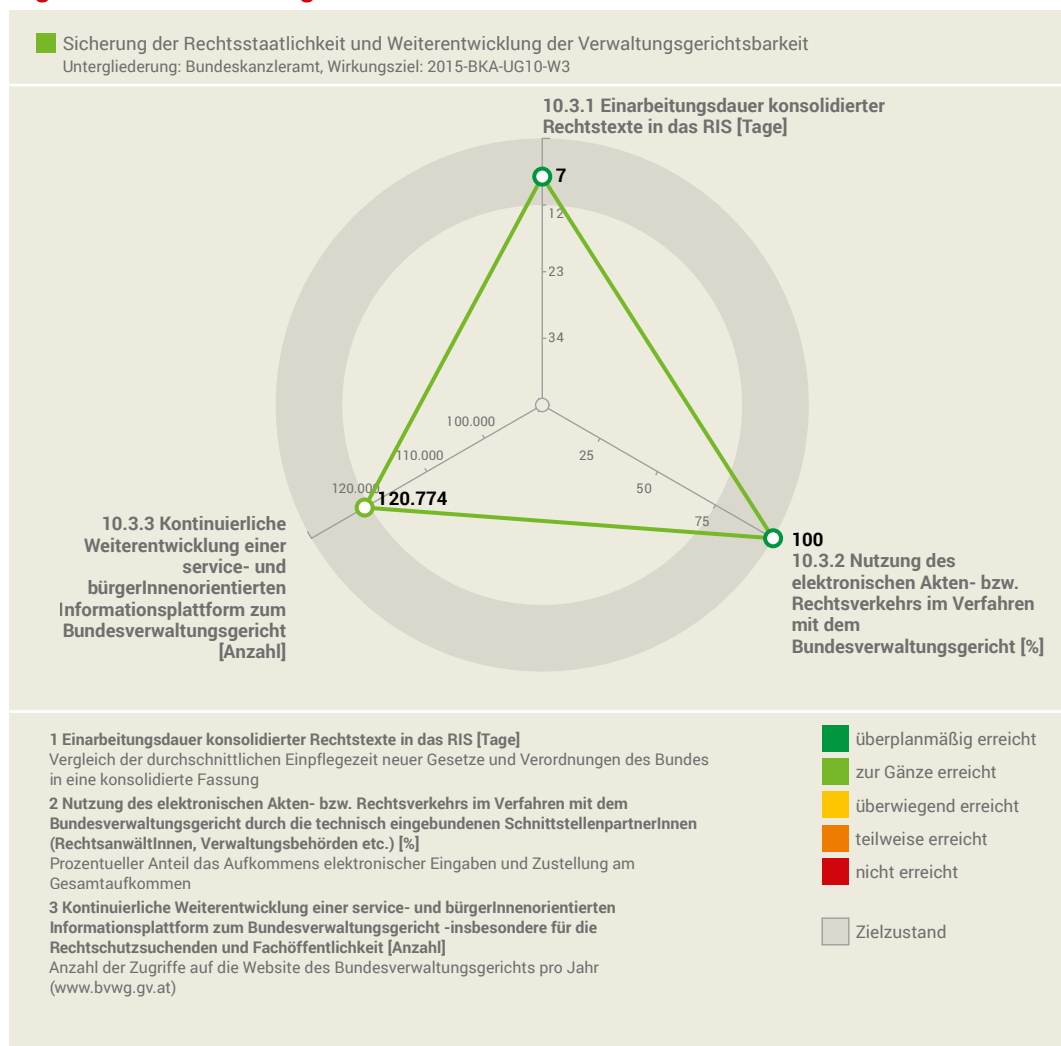 Sicherung der Rechtsstaatlichkeit und Weiterentwicklung der Verwaltungsgerichtsbarkeit
Untergliederung: Bundeskanzleramt, Wirkungsziel: 2015-BKA-UG10-W3
10.3.1 Einarbeitungsdauer konsolidierter
Rechtstexte in das RIS [Tage]
7
12
23
34
100.000
110.000
120.000
120.774
25
50
75
100
10.3.2 Nutzung des
elektronischen Akten- bzw.
Rechtsverkehrs im Verfahren
mit dem
Bundesverwaltungsgericht [%]
10.3.3 Kontinuierliche
Weiterentwicklung einer
service- und
bürgerInnenorientierten
Informationsplattform zum
Bundesverwaltungsgericht
[Anzahl]
1 Einarbeitungsdauer konsolidierter Rechtstexte in das RIS [Tage]
Vergleich der durchschnittlichen Einpflegezeit neuer Gesetze und Verordnungen des Bundes
in eine konsolidierte Fassung
2 Nutzung des elektronischen Akten- bzw. Rechtsverkehrs im Verfahren mit dem
Bundesverwaltungsgericht durch die technisch eingebundenen SchnittstellenpartnerInnen
(RechtsanwältInnen, Verwaltungsbehörden etc.) [%]
Prozentueller Anteil das Aufkommens elektronischer Eingaben und Zustellung am
Gesamtaufkommen
3 Kontinuierliche Weiterentwicklung einer service- und bürgerInnenorientierten
Informationsplattform zum Bundesverwaltungsgericht -insbesondere für die
Rechtschutzsuchenden und Fachöffentlichkeit [Anzahl]
Anzahl der Zugriffe auf die Website des Bundesverwaltungsgerichts pro Jahr
(www.bvwg.gv.at)
überplanmäßig erreicht
zur Gänze erreicht
überwiegend erreicht
teilweise erreicht
nicht erreicht
Zielzustand